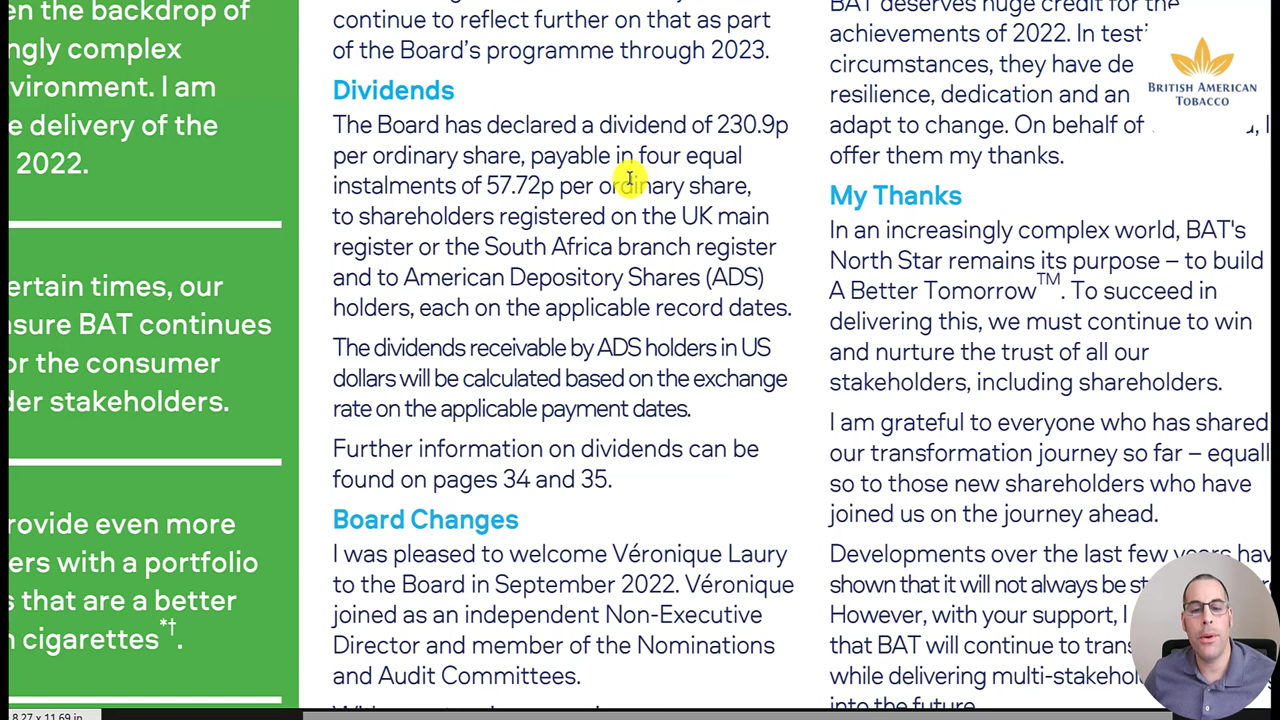 en the backdrop of
ngly complex
vironment. I am
e delivery of the
2022.
ertain times, our
nsure BAT continues
or the consumer
der stakeholders.
rovide even more
ers with a portfolio
s that are a better
n cigarettes*†.
continue to reflect further on that as part
of the Board’s programme through 2023.
Dividends
The Board has declared a dividend of 230.9p
per ordinary share, payable in four equal
instalments of 57.72p per ordinary share,
to shareholders registered on the UK main
register or the South Africa branch register
and to American Depository Shares (ADS)
holders, each on the applicable record dates.
The dividends receivable by ADS holders in US
dollars will be calculated based on the exchange
rate on the applicable payment dates.
Further information on dividends can be
found on pages 34 and 35.
Board Changes
I was pleased to welcome Véronique Laury
to the Board in September 2022. Véronique
joined as an independent Non-Executive
Director and member of the Nominations
and Audit Committees.
BAT deserves huge credit for the
achievements of 2022. In testi
circumstances, they have de
resilience, dedication and an
adapt to change. On behalf of
offer them my thanks.
My Thanks
In an increasingly complex world, BAT's
North Star remains its purpose – to build
A Better Tomorrow™. To succeed in
delivering this, we must continue to win
and nurture the trust of all our
stakeholders, including shareholders.
I am grateful to everyone who has shared
our transformation journey so far – equall
so to those new shareholders who have
joined us on the journey ahead.
Developments over the last few years hav
shown that it will not always be st
However, with your support, I
that BAT will continue to trans
while delivering multi-stakehol
into the future.
BRITISH AMERICAN
TOBACCO
8.27 x 11.69 in